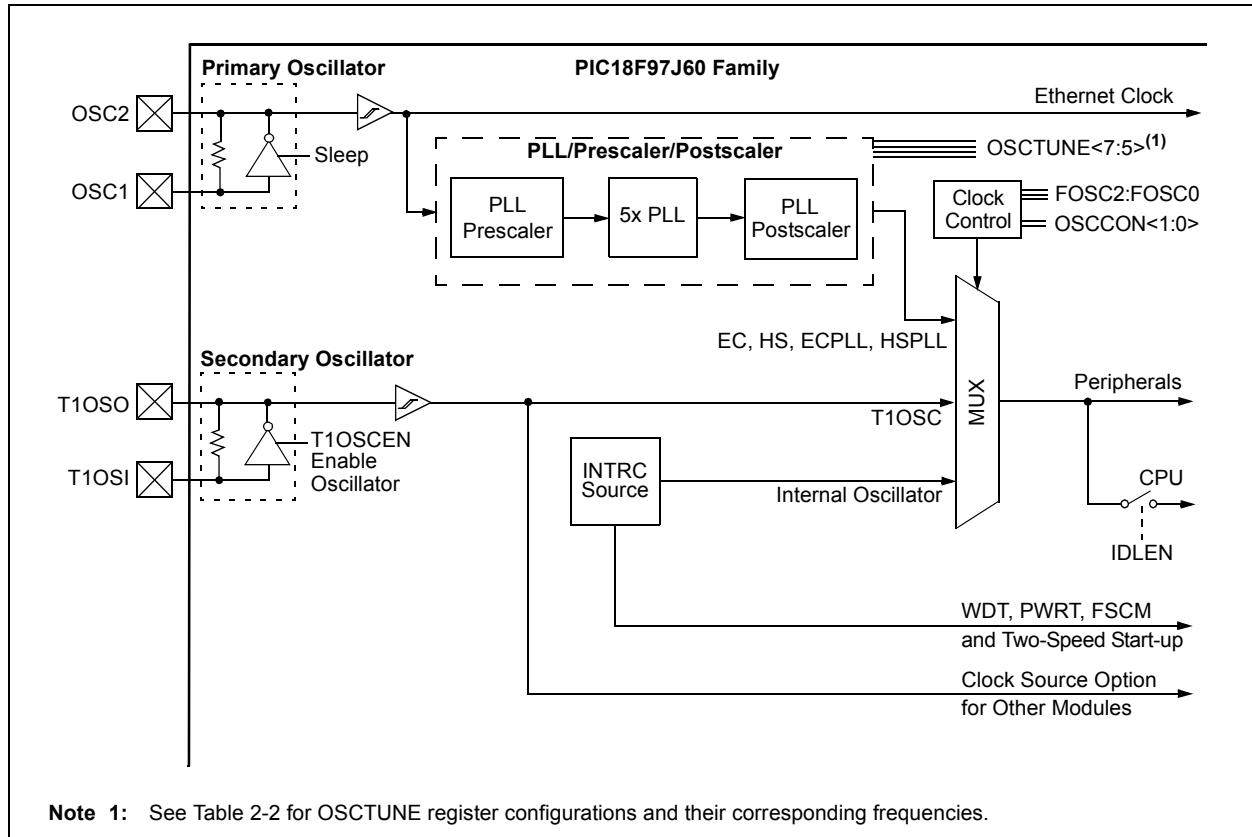 Primary Oscillator
PIC18F97J60 Family
OSC2
OSC1
Sleep
Ethernet Clock
PLL/Prescaler/Postscaler
OSCTUNE<7:5>(1)
PLL
Prescaler
5x PLL
PLL
Postscaler
Clock
Control
FOSC2:FOSC0
OSCCON<1:0>
EC, HS, ECPLL, HSPLL
Secondary Oscillator
T1OSO
T1OSI
T1OSCEN
Enable
Oscillator
T1OSC
MUX
Peripherals
INTRC
Source
Internal Oscillator
CPU
IDLEN
WDT, PWRT, FSCM
and Two-Speed Start-up
Clock Source Option
for Other Modules
Note 1: See Table 2-2 for OSCTUNE register configurations and their corresponding frequencies.